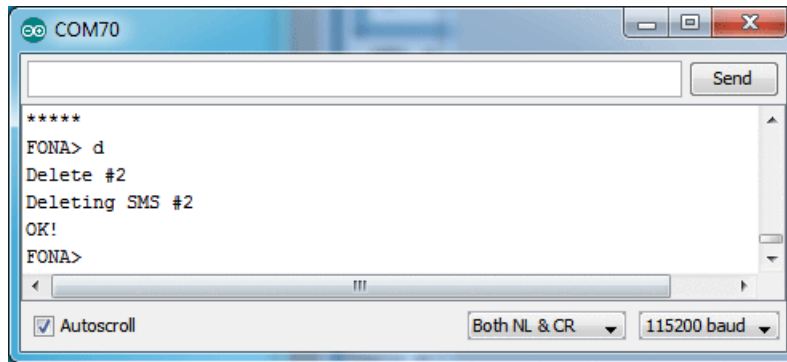 COM70
Send
*****
FONA> d
Delete #2
Deleting SMS #2
OK!
FONA>
Autoscroll
Both NL & CR
115200 baud